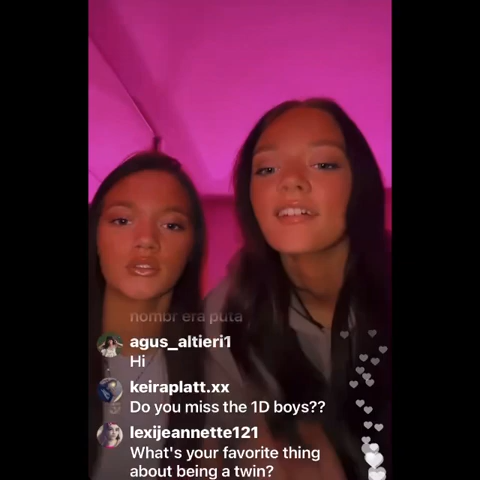 nombr era puta
agus_altieri1
Hi
keiraplatt.xx
Do you miss the 1D boys??
lexijeannette121
What's your favorite thing
about being a twin?